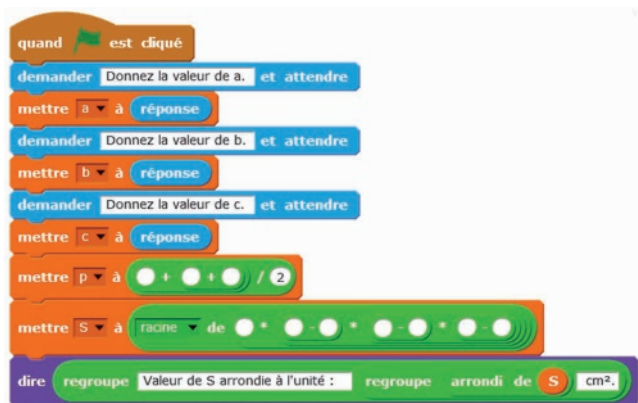 quand est cliqué
demander Donnez la valeur de a. et attendre
mettre a à réponse
demander Donnez la valeur de b. et attendre
mettre b à réponse
demander Donnez la valeur de c. et attendre
mettre c à réponse
mettre p à + + / 2
mettre S à racine de * - * - * -
dire regroupe Valeur de S arrondie à l'unité : regroupe arrondi de S cm².